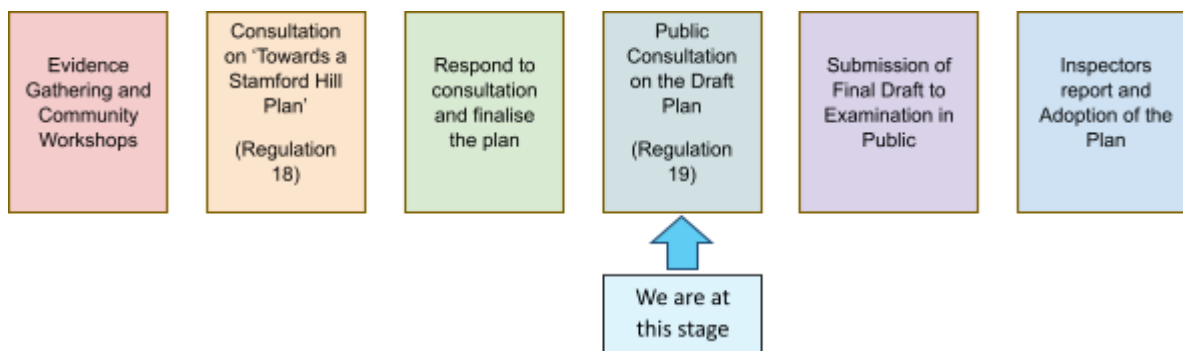 Evidence
Gathering and
Community
Workshops
Consultation
on 'Towards a
Stamford Hill
Plan'
(Regulation
18)
Respond to
consultation
and finalise
the plan
Public
Consultation
on the Draft
Plan
(Regulation
19)
Submission of
Final Draft to
Examination in
Public
Inspectors
report and
Adoption of the
Plan
We are at
this stage